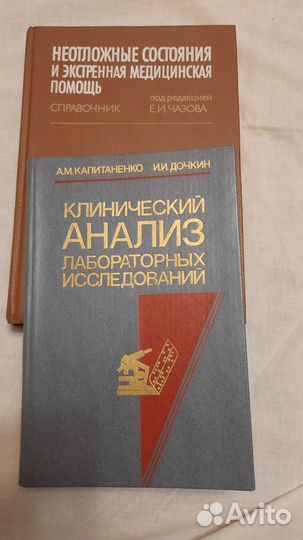 НЕОТЛОЖНЫЕ СОСТОЯНИЯ
И ЭКСТРЕННАЯ МЕДИЦИНСКАЯ
ПОМОЩЬ
СПРАВОЧНИК
под редакцией
Е.И.ЧАЗОВА
А.М.КАПИТАНЕНКО И.И.ДОЧКИН
КЛИНИЧЕСКИЙ
АНАЛИЗ
ЛАБОРАТОРНЫХ
ИССЛЕДОВАНИЙ
Avito